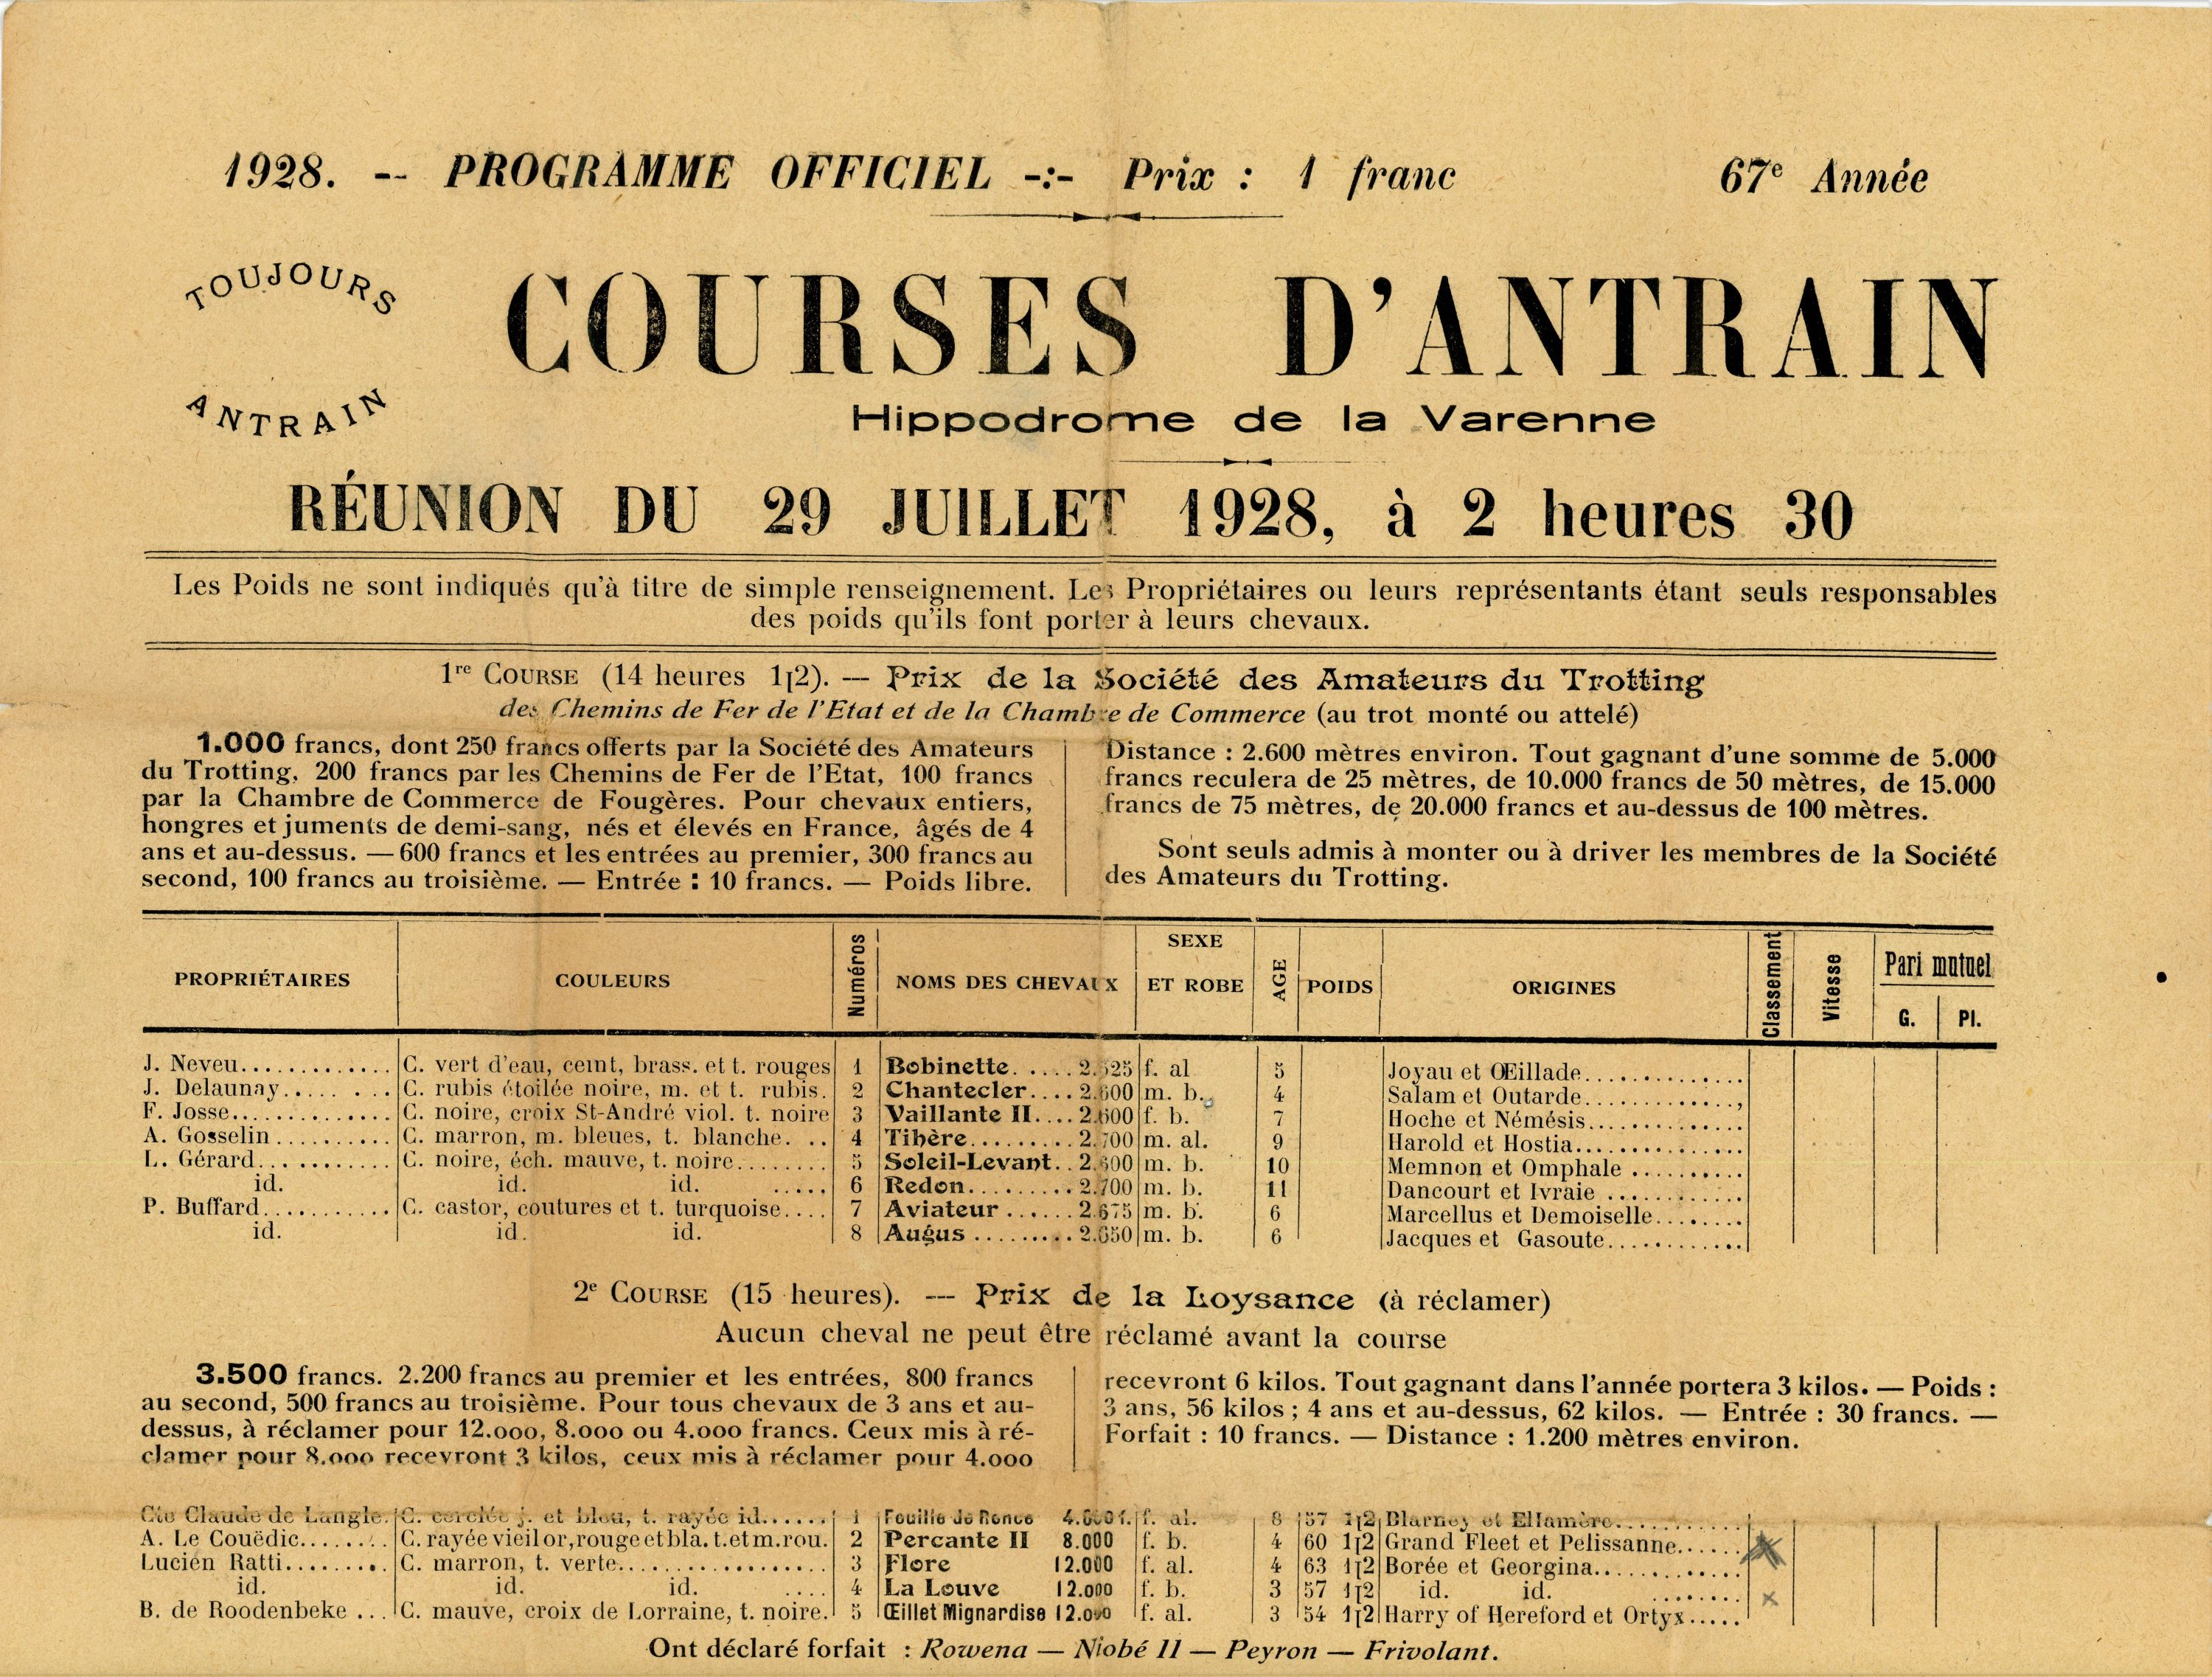 1928. -- PROGRAMME OFFICIEL -:- Prix : 1 franc 67e Année
TOUJOURS
ANTRAIN
COURSES D'ANTRAIN
Hippodrome de la Varenne
RÉUNION DU 29 JUILLET 1928, à 2 heures 30
Les Poids ne sont indiqués qu'à titre de simple renseignement. Les Propriétaires ou leurs représentants étant seuls responsables
des poids qu'ils font porter à leurs chevaux.
1re COURSE (14 heures 1|2). -- Prix de la Société des Amateurs du Trotting
des Chemins de Fer de l'Etat et de la Chambre de Commerce (au trot monté ou attelé)
1.000 francs, dont 250 francs offerts par la Société des Amateurs
du Trotting, 200 francs par les Chemins de Fer de l'Etat, 100 francs
par la Chambre de Commerce de Fougères. Pour chevaux entiers,
hongres et juments de demi-sang, nés et élevés en France, âgés de 4
ans et au-dessus. — 600 francs et les entrées au premier, 300 francs au
second, 100 francs au troisième. — Entrée : 10 francs. — Poids libre.
Distance : 2.600 mètres environ. Tout gagnant d'une somme de 5.000
francs reculera de 25 mètres, de 10.000 francs de 50 mètres, de 15.000
francs de 75 mètres, de 20.000 francs et au-dessus de 100 mètres.
Sont seuls admis à monter ou à driver les membres de la Société
des Amateurs du Trotting.
PROPRIÉTAIRES COULEURS Numéros NOMS DES CHEVAUX SEXE ET ROBE AGE POIDS ORIGINES Classement Vitesse Pari mutuel G. Pl.
J. Neveu............. C. vert d'eau, ceint, brass. et t. rouges 1 Bobinette. ..... 2.625 f. al 5 Joyau et Œillade..............
J. Delaunay..... ... C. rubis étoilée noire, m. et t. rubis. 2 Chantecler.... 2.600 m. b. 4 Salam et Outarde.............,
F. Josse.............. C. noire, croix St-André viol. t. noire 3 Vaillante II.... 2.600 f. b. 7 Hoche et Némésis..............
A. Gosselin .......... C. marron, m. bleues, t. blanche. .. 4 Tibère......... 2.700 m. al. 9 Harold et Hostia...............
L. Gérard............ C. noire, éch. mauve, t. noire........ 5 Soleil-Levant.. 2.600 m. b. 10 Memnon et Omphale ..........
id. id. id. ..... 6 Redon.......... 2.700 m. b. 11 Dancourt et Ivraie ............
P. Buffard............ C. castor, coutures et t. turquoise.... 7 Aviateur ...... 2.675 m. b. 6 Marcellus et Demoiselle........
id. id. id. 8 Augus ......... 2.650 m. b. 6 Jacques et Gasoute............
2e COURSE (15 heures). --- Prix de la Loysance (à réclamer)
Aucun cheval ne peut être réclamé avant la course
3.500 francs. 2.200 francs au premier et les entrées, 800 francs
au second, 500 francs au troisième. Pour tous chevaux de 3 ans et au-
dessus, à réclamer pour 12.000, 8.000 ou 4.000 francs. Ceux mis à ré-
clamer pour 8.000 recevront 3 kilos, ceux mis à réclamer pour 4.000
recevront 6 kilos. Tout gagnant dans l'année portera 3 kilos. — Poids :
3 ans, 56 kilos ; 4 ans et au-dessus, 62 kilos. — Entrée : 30 francs. —
Forfait : 10 francs. — Distance : 1.200 mètres environ.
Cte Claude de Langle. C. cerclée j. et bleu, t. rayée id...... 1 Feuille de Ronce f. al. 8 57 1|2 Blarney et Ellamère...........
A. Le Couëdic........ C. rayée vieil or, rouge et bla. t. et m. rou. 2 Percante II 8.000 f. b. 4 60 1|2 Grand Fleet et Pelissanne......
Lucien Ratti......... C. marron, t. verte.................. 3 Flore 12.000 f. al. 4 63 1|2 Borée et Georgina.............
id. id. id. .... 4 La Louve 12.000 f. b. 3 57 1|2 id. id. ........
B. de Roodenbeke ... C. mauve, croix de Lorraine, t. noire. 5 Œillet Mignardise 12.000 f. al. 3 54 1|2 Harry of Hereford et Ortyx.....
Ont déclaré forfait : Rowena — Niobé II — Peyron — Frivolant.